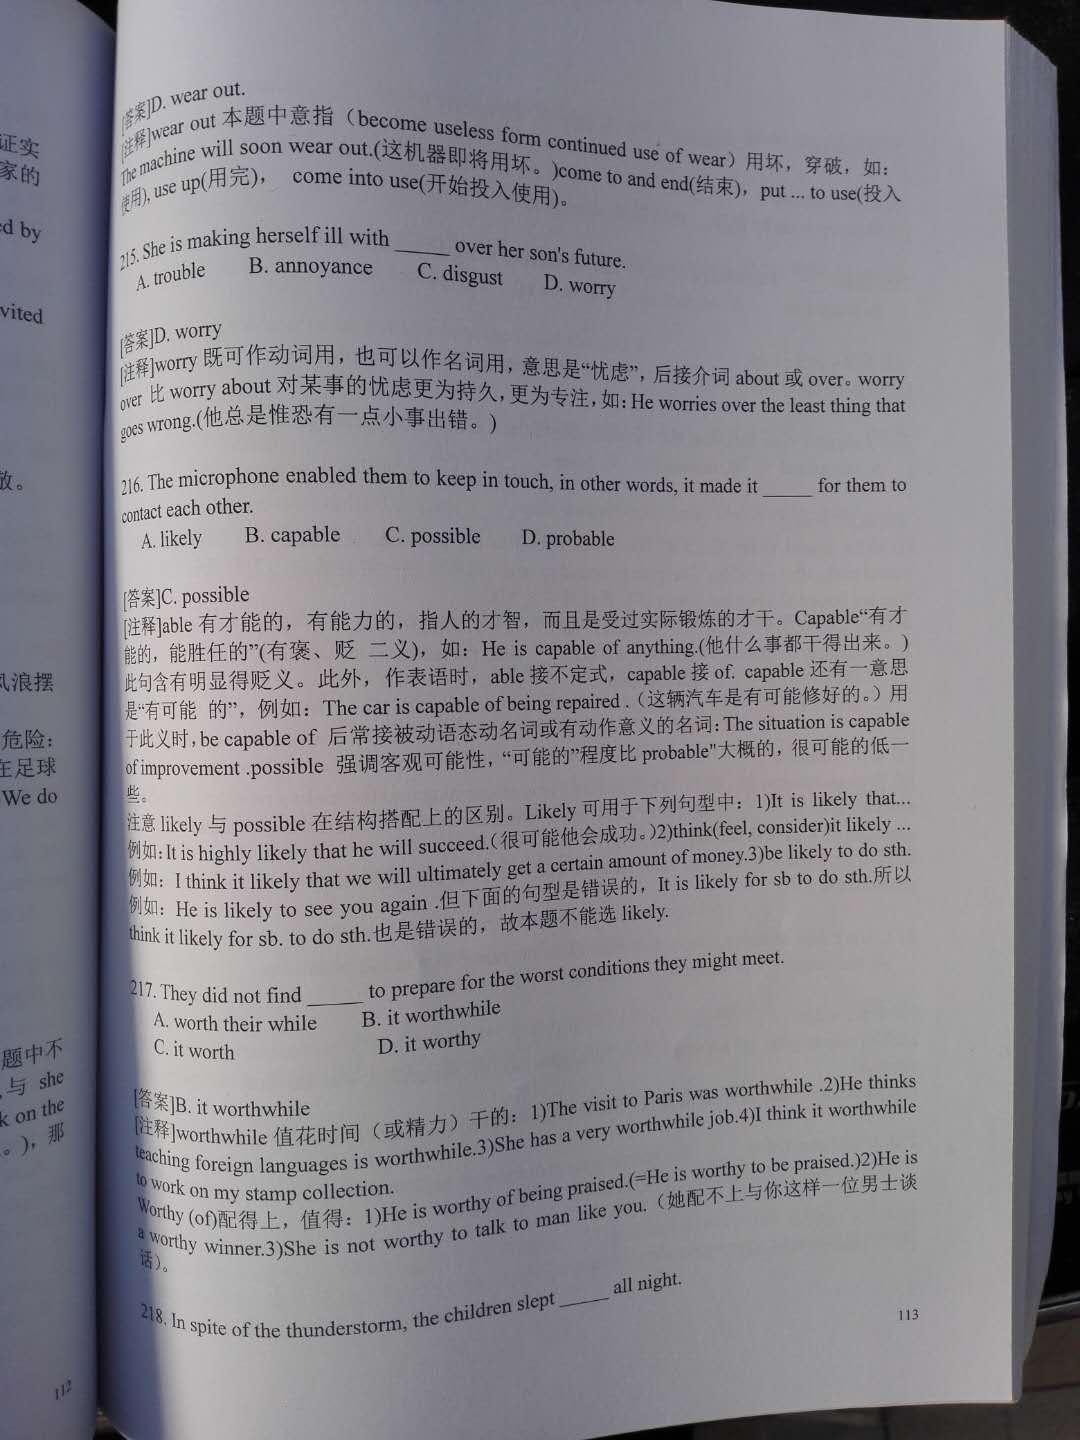 证实
家的
ed by
vited
敬。
风浪摆
危险：
在足球
We do
题中不
,与 she
k on the
。)，那
112
[答案]D. wear out.
[注释]wear out 本题中意指（become useless form continued use of wear）用坏，穿破，如：
The machine will soon wear out.(这机器即将用坏。)come to and end(结束)，put ... to use(投入
使用), use up(用完)， come into use(开始投入使用)。
215. She is making herself ill with _____ over her son's future.
A. trouble B. annoyance C. disgust D. worry
[答案]D. worry
[注释]worry 既可作动词用，也可以作名词用，意思是“忧虑”，后接介词 about 或 over。worry
over 比 worry about 对某事的忧虑更为持久，更为专注，如：He worries over the least thing that
goes wrong.(他总是惟恐有一点小事出错。)
216. The microphone enabled them to keep in touch, in other words, it made it _____ for them to
contact each other.
A. likely B. capable C. possible D. probable
[答案]C. possible
[注释]able 有才能的，有能力的，指人的才智，而且是受过实际锻炼的才干。Capable“有才
能的，能胜任的”(有褒、贬 二义)，如：He is capable of anything.(他什么事都干得出来。)
此句含有明显得贬义。此外，作表语时，able 接不定式，capable 接 of. capable 还有一意思
是“有可能 的”，例如：The car is capable of being repaired .（这辆汽车是有可能修好的。）用
于此义时，be capable of 后常接被动语态动名词或有动作意义的名词：The situation is capable
of improvement .possible 强调客观可能性，“可能的”程度比 probable"大概的，很可能的低一
些。
注意 likely 与 possible 在结构搭配上的区别。Likely 可用于下列句型中：1)It is likely that...
例如：It is highly likely that he will succeed.（很可能他会成功。)2)think(feel, consider)it likely ...
例如：I think it likely that we will ultimately get a certain amount of money.3)be likely to do sth.
例如：He is likely to see you again .但下面的句型是错误的，It is likely for sb to do sth.所以
think it likely for sb. to do sth.也是错误的，故本题不能选 likely.
217. They did not find _____ to prepare for the worst conditions they might meet.
A. worth their while B. it worthwhile
C. it worth D. it worthy
[答案]B. it worthwhile
[注释]worthwhile 值花时间（或精力）干的：1)The visit to Paris was worthwhile .2)He thinks
teaching foreign languages is worthwhile.3)She has a very worthwhile job.4)I think it worthwhile
to work on my stamp collection.
Worthy (of)配得上，值得：1)He is worthy of being praised.(=He is worthy to be praised.)2)He is
a worthy winner.3)She is not worthy to talk to man like you.（她配不上与你这样一位男士谈
话)。
218. In spite of the thunderstorm, the children slept _____ all night.
113